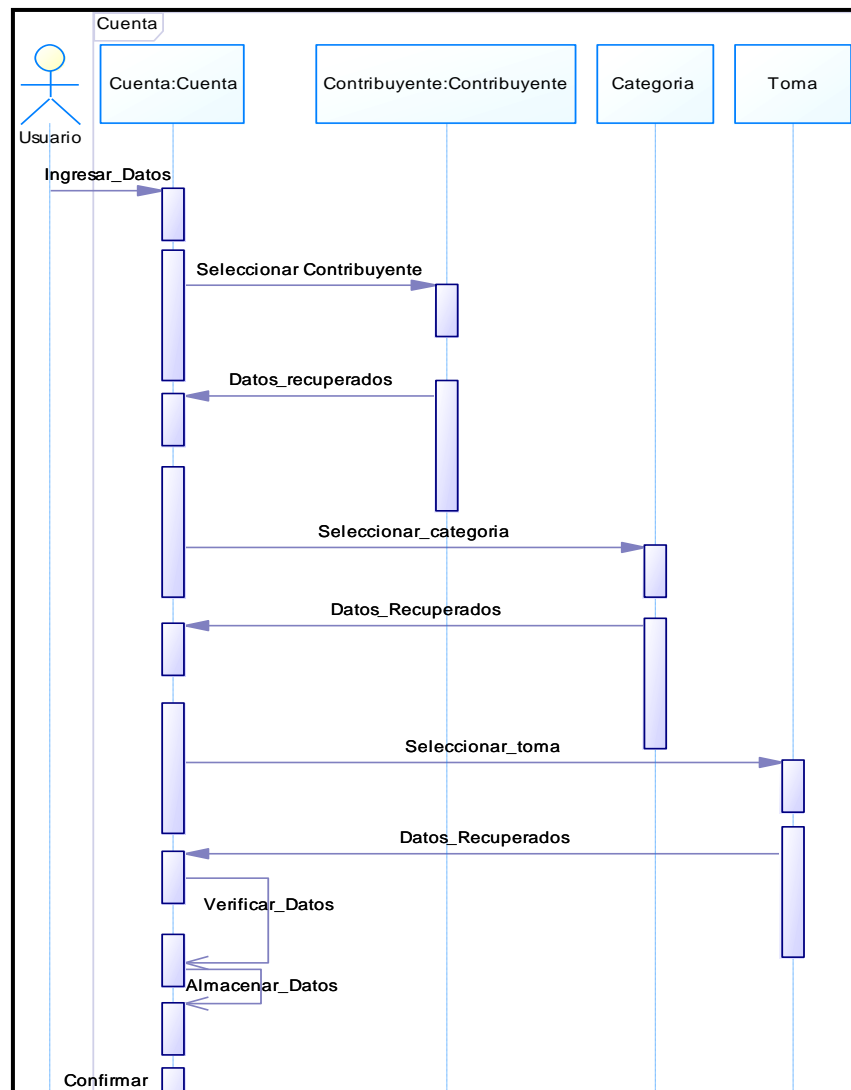 Cuenta
Cuenta:Cuenta
Contribuyente:Contribuyente
Categoria
Toma
Usuario
Ingresar_Datos
Seleccionar Contribuyente
Datos_recuperados
Seleccionar_categoria
Datos_Recuperados
Seleccionar_toma
Datos_Recuperados
Verificar_Datos
Almacenar_Datos
Confirmar